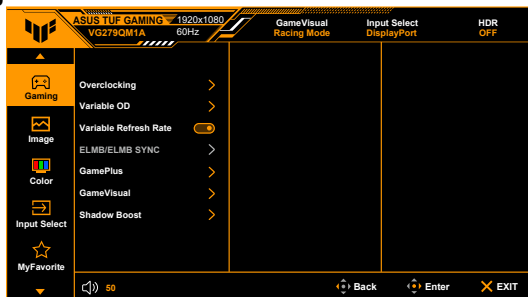 ASUS TUF GAMING 1920x1080 GameVisual Input Select HDR
VG279QM1A 60Hz Racing Mode DisplayPort OFF
Gaming
Image
Color
Input Select
MyFavorite
Overclocking
Variable OD
Variable Refresh Rate
ELMB/ELMB SYNC
GamePlus
GameVisual
Shadow Boost
50 Back Enter EXIT